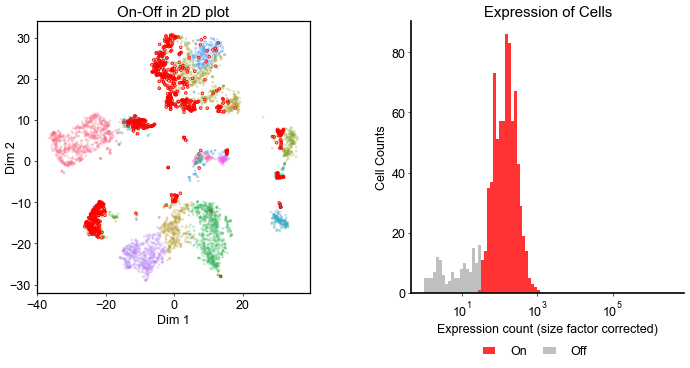 On-Off in 2D plot
30
20
10
0
−10
−20
−30
−40
−20
0
20
Dim 2
Dim 1
Expression of Cells
80
60
40
20
0
10^1
10^3
10^5
Cell Counts
Expression count (size factor corrected)
On Off